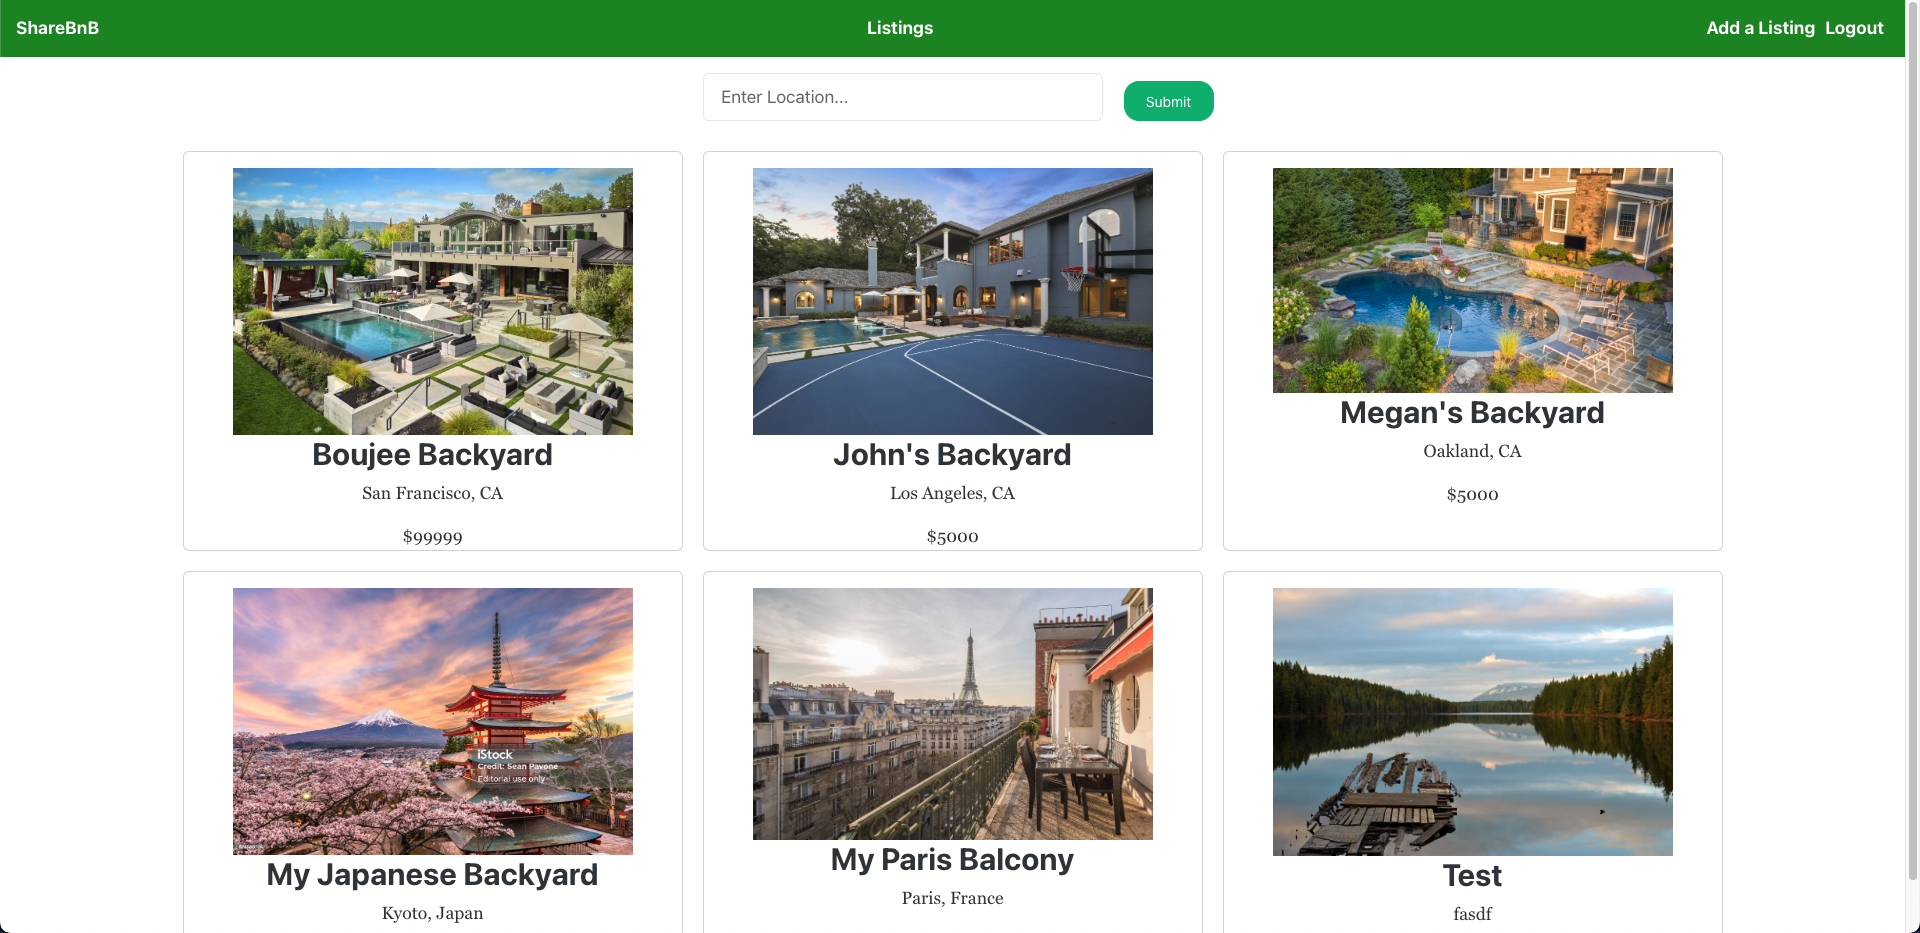 ShareBnB
Listings
Add a Listing
Logout
Enter Location...
Submit
Boujee Backyard
San Francisco, CA
$99999
John's Backyard
Los Angeles, CA
$5000
Megan's Backyard
Oakland, CA
$5000
iStock
Credit: Sean Pavone
Editorial use only
My Japanese Backyard
Kyoto, Japan
My Paris Balcony
Paris, France
Test
fasdf